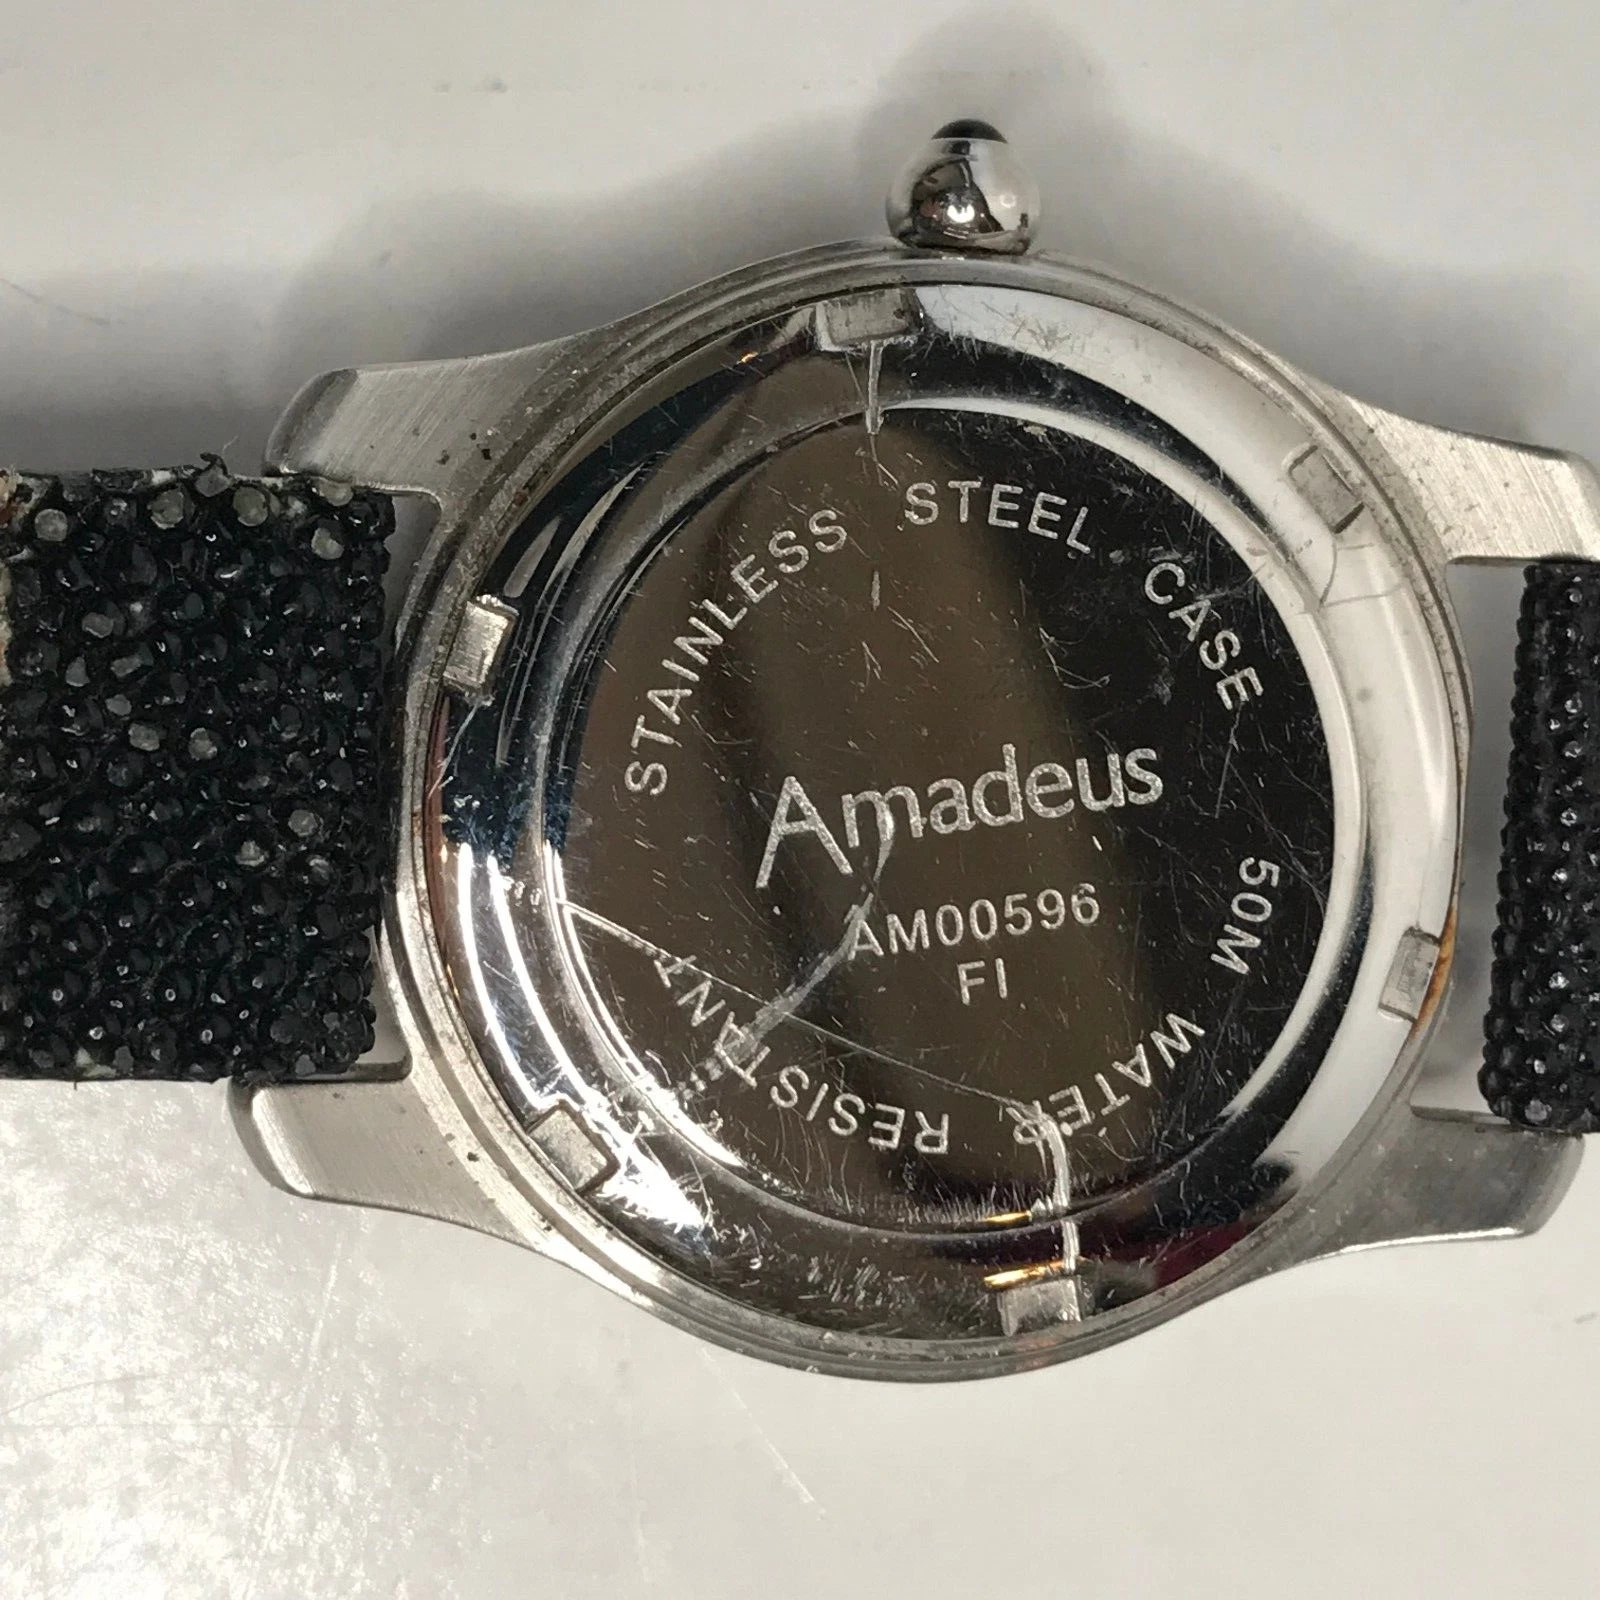 STAINLESS STEEL CASE 50M WATER RESISTANT
Amadeus
AM00596
FI